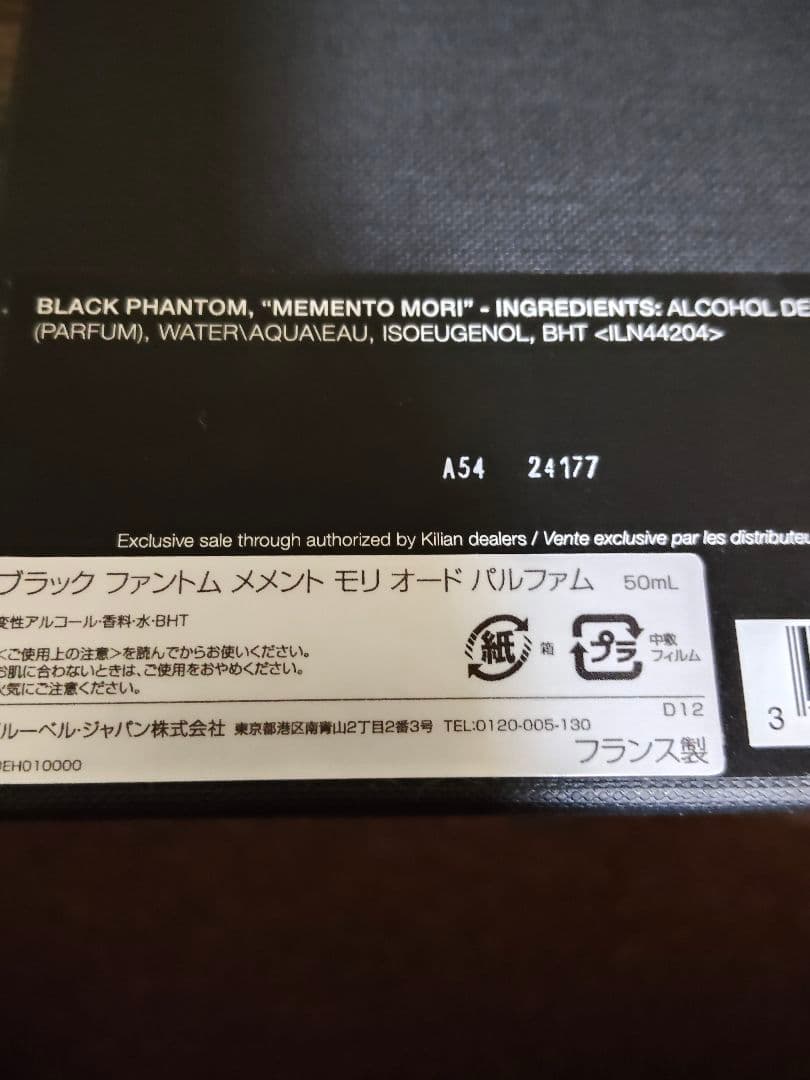 BLACK PHANTOM, “MEMENTO MORI” - INGREDIENTS: ALCOHOL DE
(PARFUM), WATER\AQUA\EAU, ISOEUGENOL, BHT <ILN44204>
A54 24177
Exclusive sale through authorized by Kilian dealers / Vente exclusive par les distributeu
ブラック ファントム メメント モリ オード パルファム 50mL
変性アルコール・香料・水・BHT
<ご使用上の注意>を読んでからお使いください。
お肌に合わないときは、ご使用をおやめください。
火気にご注意ください。
紙 箱 プラ 中敷
フィルム
D12
ルーベル・ジャパン株式会社 東京都港区南青山2丁目2番3号 TEL:0120-005-130
フランス製
EH010000
3